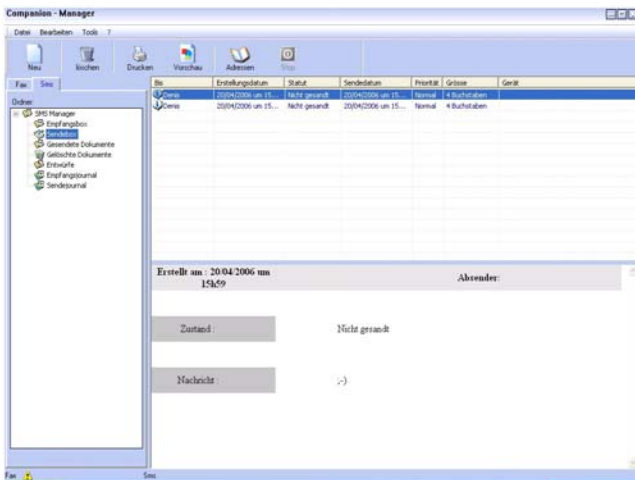 Companion - Manager
Datei Bearbeiten Tools ?
Neu löschen Drucken Vorschau Adressen Stop
Fax Sms
Ordner
SMS Manager
Empfangsbox
Sendebox
Gesendete Dokumente
Gelöschte Dokumente
Entwürfe
Empfangsjournal
Sendejournal
Bis Erstellungsdatum Statut Sendedatum Priorität Grösse Gerät
Denis 20/04/2006 um 15... Nicht gesandt 20/04/2006 um 15... Normal 4 Buchstaben
Denis 20/04/2006 um 15... Nicht gesandt 20/04/2006 um 15... Normal 4 Buchstaben
Erstellt am : 20/04/2006 um
15h59
Absender:
Zustand : Nicht gesandt
Nachricht : ;-)
Fax Sms